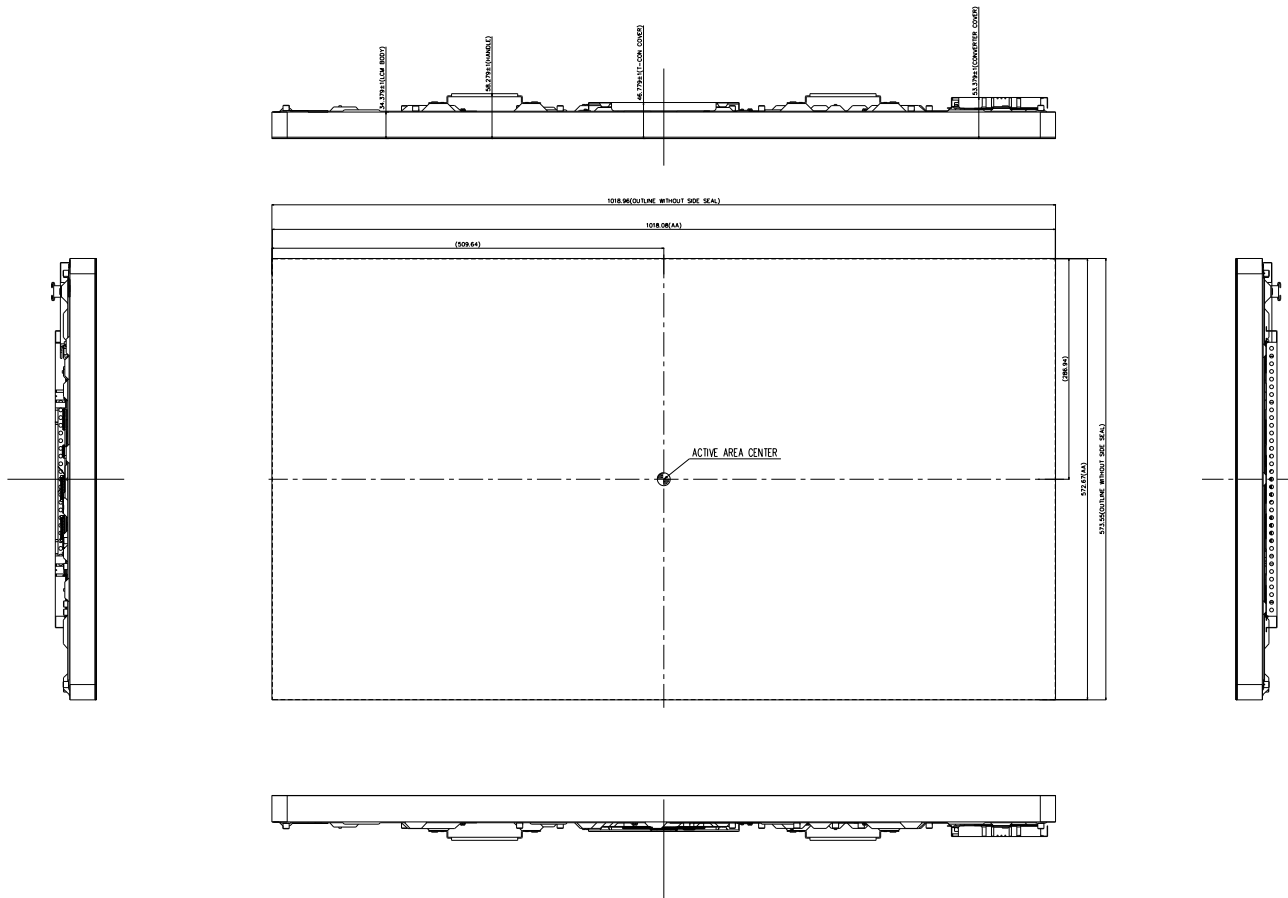 34.379±1(LCM BODY)
58.279±1(HANDLE)
46.779±1(T-CON COVER)
53.379±1(CONVERTER COVER)
1018.96(OUTLINE WITHOUT SIDE SEAL)
1018.08(AA)
(509.64)
(286.94)
572.67(AA)
573.55(OUTLINE WITHOUT SIDE SEAL)
ACTIVE AREA CENTER